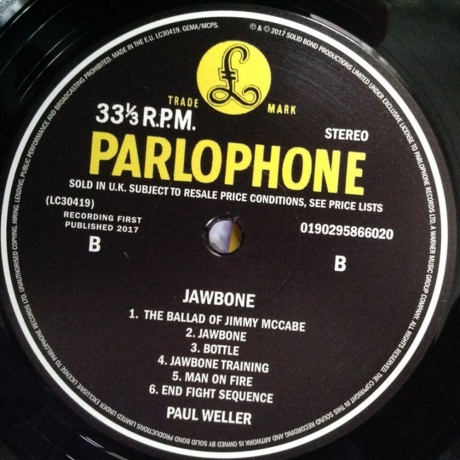 ℗ & © 2017 SOLID BOND PRODUCTIONS LIMITED UNDER EXCLUSIVE LICENSE TO PARLOPHONE RECORDS LTD, A WARNER MUSIC GROUP COMPANY. ALL RIGHTS RESERVED. THE COPYRIGHT IN THIS SOUND RECORDING AND ARTWORK IS OWNED BY SOLID BOND PRODUCTIONS LIMITED UNDER EXCLUSIVE LICENSE TO PARLOPHONE RECORDS LTD. UNAUTHORISED COPYING, HIRING, LENDING, PUBLIC PERFORMANCE AND BROADCASTING PROHIBITED. MADE IN THE E.U. LC30419. GEMA/MCPS.
£
TRADE MARK
33⅓ R.P.M.
STEREO
PARLOPHONE
SOLD IN U.K. SUBJECT TO RESALE PRICE CONDITIONS, SEE PRICE LISTS
(LC30419)
RECORDING FIRST
PUBLISHED 2017
B
0190295866020
B
JAWBONE
1. THE BALLAD OF JIMMY MCCABE
2. JAWBONE
3. BOTTLE
4. JAWBONE TRAINING
5. MAN ON FIRE
6. END FIGHT SEQUENCE
PAUL WELLER